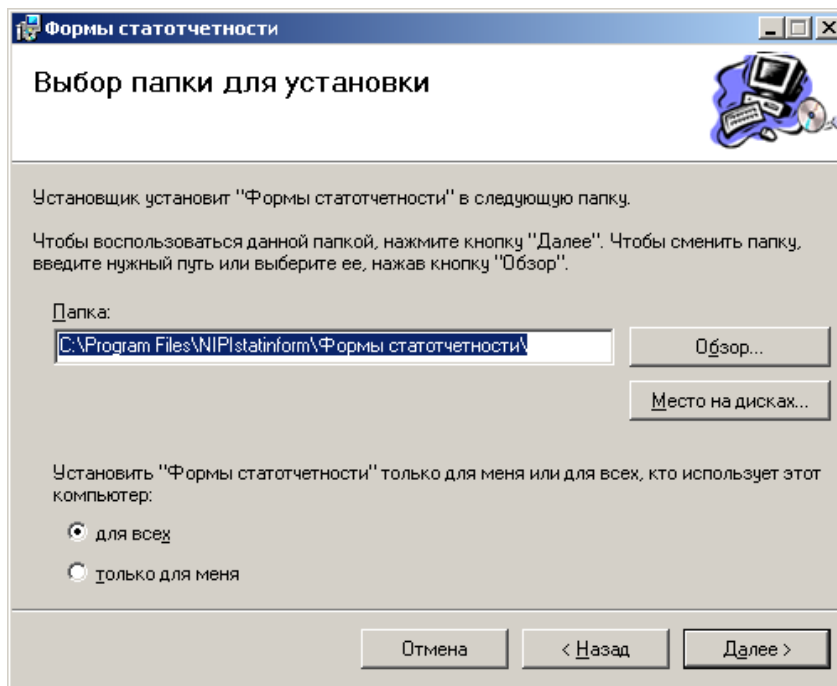 Формы статотчетности
Выбор папки для установки
Установщик установит "Формы статотчетности" в следующую папку.
Чтобы воспользоваться данной папкой, нажмите кнопку "Далее". Чтобы сменить папку,
введите нужный путь или выберите ее, нажав кнопку "Обзор".
Папка:
C:\Program Files\NIPIstatinform\Формы статотчетности\
Обзор...
Место на дисках...
Установить "Формы статотчетности" только для меня или для всех, кто использует этот
компьютер:
для всех
только для меня
Отмена
< Назад
Далее >